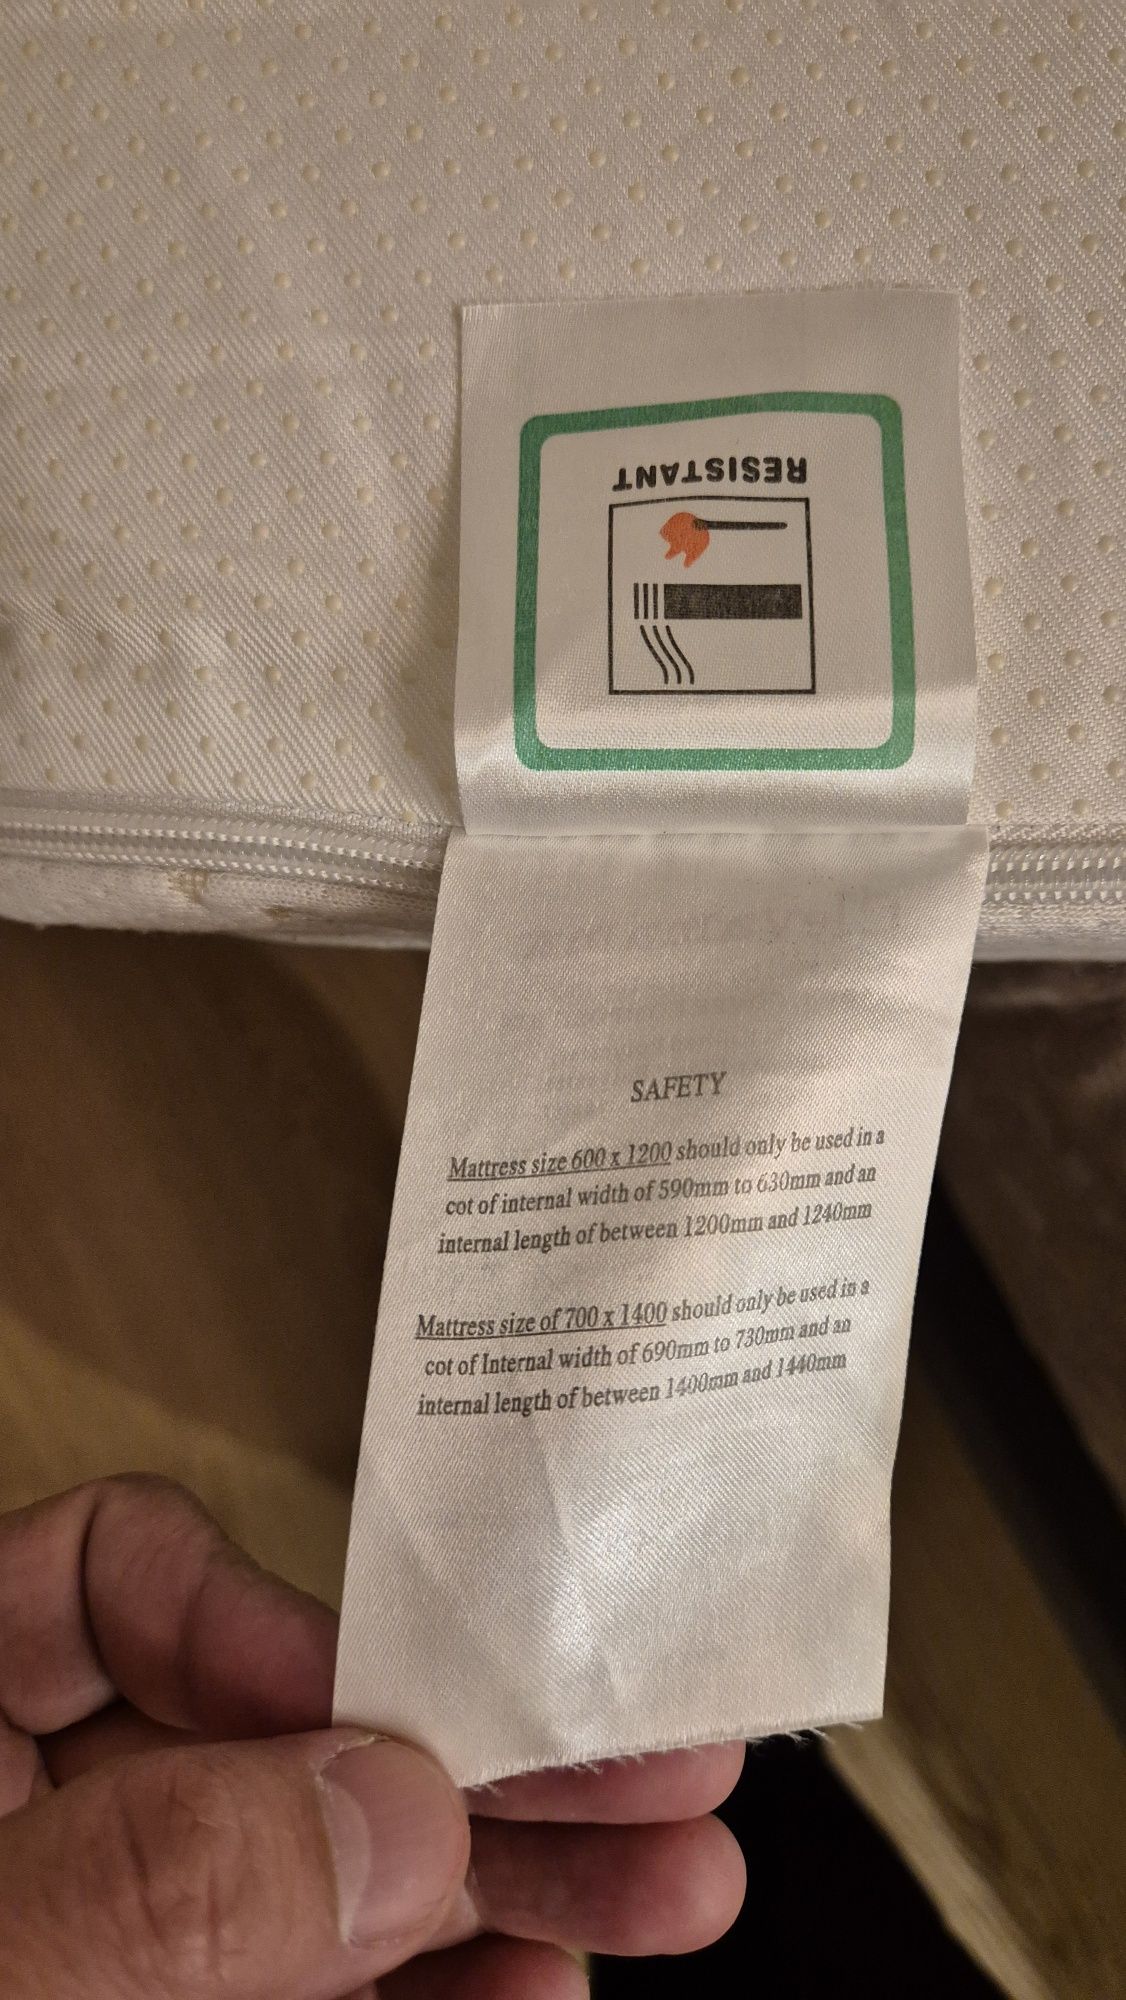 RESISTANT
SAFETY
Mattress size 600 x 1200 should only be used in a
cot of internal width of 590mm to 630mm and an
internal length of between 1200mm and 1240mm
Mattress size of 700 x 1400 should only be used in a
cot of Internal width of 690mm to 730mm and an
internal length of between 1400mm and 1440mm